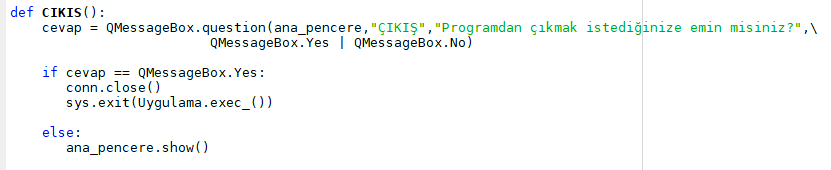 def CIKIS():
    cevap = QMessageBox.question(ana_pencere,"ÇIKIŞ","Programdan çıkmak istediğinize emin misiniz?",\
                         QMessageBox.Yes | QMessageBox.No)
    if cevap == QMessageBox.Yes:
       conn.close()
       sys.exit(Uygulama.exec_())
    else:
       ana_pencere.show()